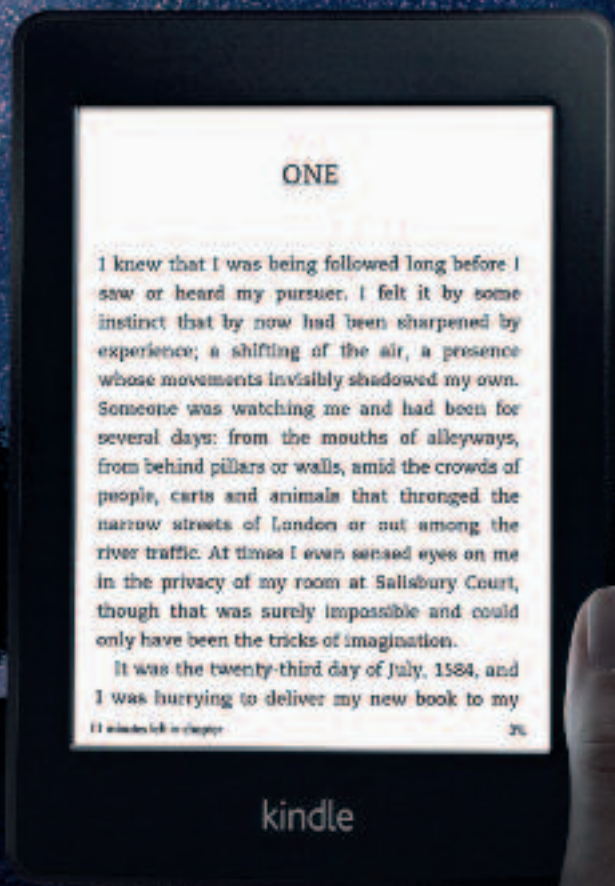 ONE
I knew that I was being followed long before I
saw or heard my pursuer. I felt it by some
instinct that by now had been sharpened by
experience; a shifting of the air, a presence
whose movements invisibly shadowed my own.
Someone was watching me and had been for
several days: from the mouths of alleyways,
from behind pillars or walls, amid the crowds of
people, carts and animals that thronged the
narrow streets of London or out among the
river traffic. At times I even sensed eyes on me
in the privacy of my room at Salisbury Court,
though that was surely impossible and could
only have been the tricks of imagination.
It was the twenty-third day of July, 1584, and
I was hurrying to deliver my new book to my
minutes left in chapter
kindle